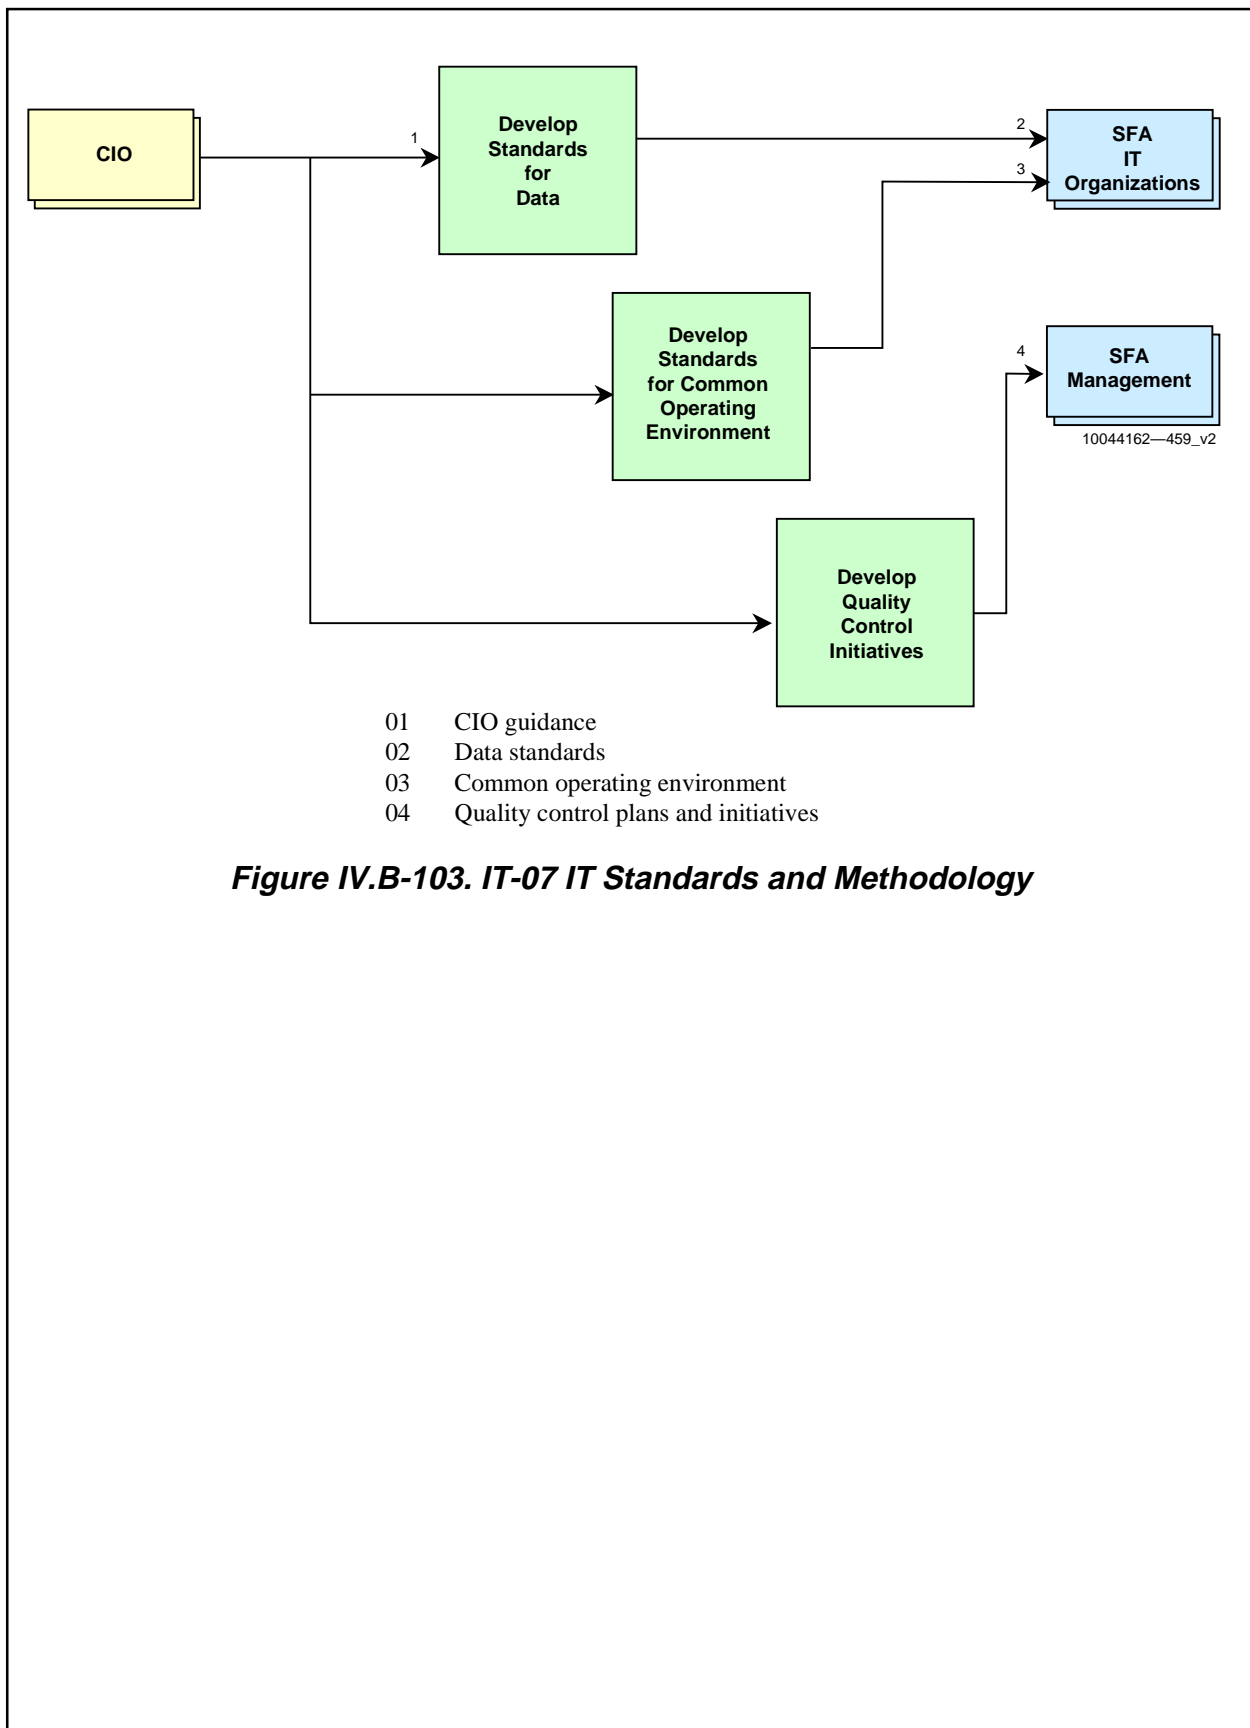 CIO
1
Develop
Standards
for
Data
2
3
SFA
IT
Organizations
Develop
Standards
for Common
Operating
Environment
4
SFA
Management
10044162—459_v2
Develop
Quality
Control
Initiatives
01 CIO guidance
02 Data standards
03 Common operating environment
04 Quality control plans and initiatives
Figure IV.B-103. IT-07 IT Standards and Methodology